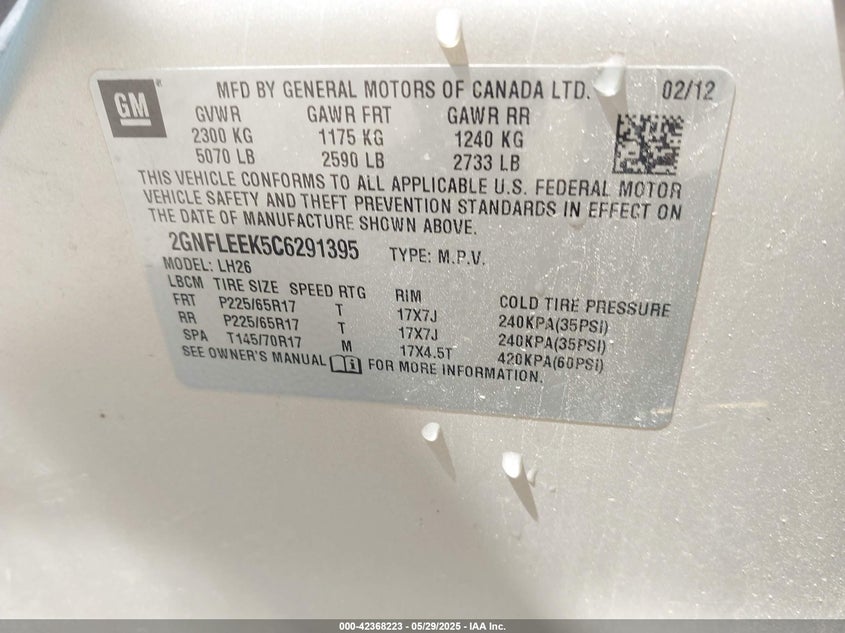 GM
MFD BY GENERAL MOTORS OF CANADA LTD. 02/12
GVWR GAWR FRT GAWR RR
2300 KG 1175 KG 1240 KG
5070 LB 2590 LB 2733 LB
THIS VEHICLE CONFORMS TO ALL APPLICABLE U.S. FEDERAL MOTOR
VEHICLE SAFETY AND THEFT PREVENTION STANDARDS IN EFFECT ON
THE DATE OF MANUFACTURE SHOWN ABOVE.
2GNFLEEK5C6291395 TYPE: M.P.V.
MODEL: LH26
LBCM TIRE SIZE SPEED RTG RIM COLD TIRE PRESSURE
FRT P225/65R17 T 17X7J 240KPA(35PSI)
RR P225/65R17 T 17X7J 240KPA(35PSI)
SPA T145/70R17 M 17X4.5T 420KPA(60PSI)
SEE OWNER'S MANUAL FOR MORE INFORMATION.
000-42368223 — 05/29/2025 — IAA Inc.